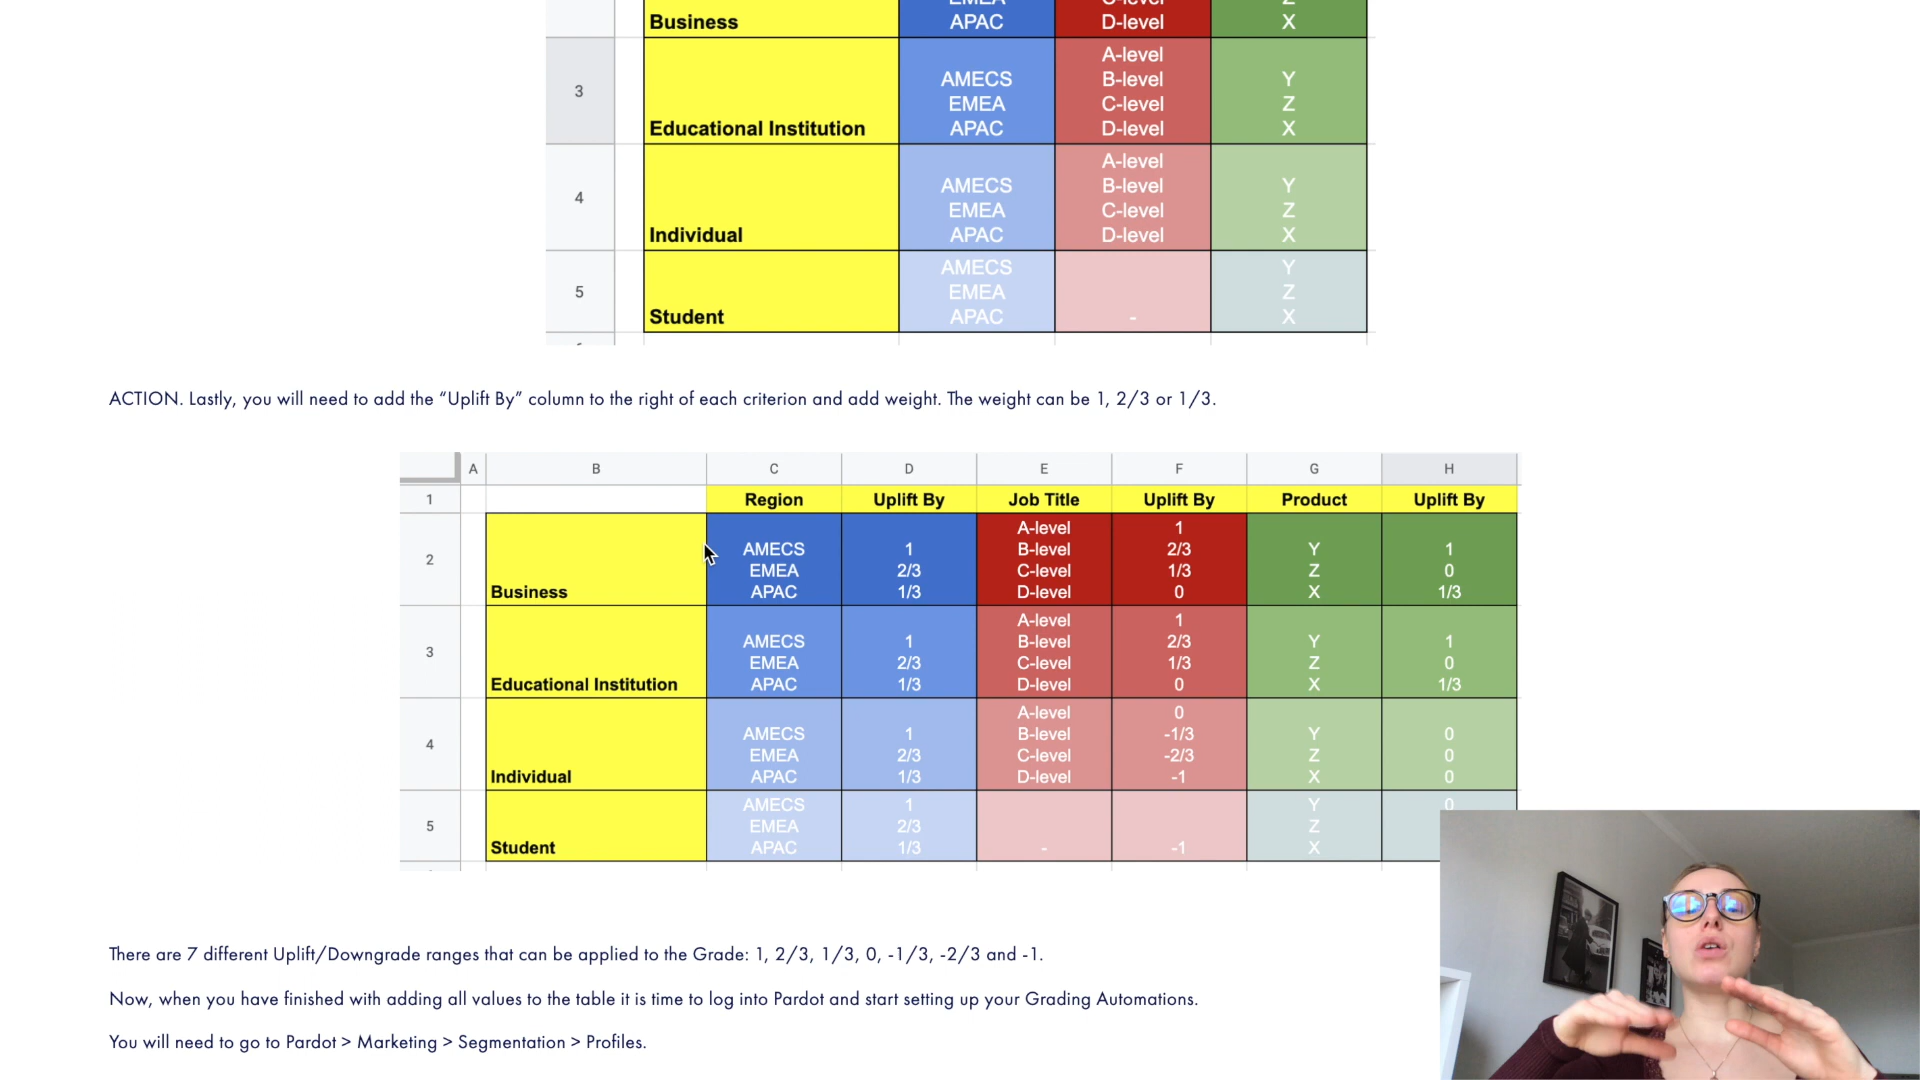 EMEA C-level Z
Business APAC D-level X
A-level
AMECS B-level Y
3 EMEA C-level Z
Educational Institution APAC D-level X
A-level
AMECS B-level Y
4 EMEA C-level Z
Individual APAC D-level X
AMECS Y
5 EMEA Z
Student APAC - X
ACTION. Lastly, you will need to add the “Uplift By” column to the right of each criterion and add weight. The weight can be 1, 2/3 or 1/3.
A B C D E F G H
1 Region Uplift By Job Title Uplift By Product Uplift By
A-level 1
AMECS 1 B-level 2/3 Y 1
2 EMEA 2/3 C-level 1/3 Z 0
Business APAC 1/3 D-level 0 X 1/3
A-level 1
AMECS 1 B-level 2/3 Y 1
3 EMEA 2/3 C-level 1/3 Z 0
Educational Institution APAC 1/3 D-level 0 X 1/3
A-level 0
AMECS 1 B-level -1/3 Y 0
4 EMEA 2/3 C-level -2/3 Z 0
Individual APAC 1/3 D-level -1 X 0
AMECS 1 Y 0
5 EMEA 2/3 Z
Student APAC 1/3 - -1 X
There are 7 different Uplift/Downgrade ranges that can be applied to the Grade: 1, 2/3, 1/3, 0, -1/3, -2/3 and -1.
Now, when you have finished with adding all values to the table it is time to log into Pardot and start setting up your Grading Automations.
You will need to go to Pardot > Marketing > Segmentation > Profiles.